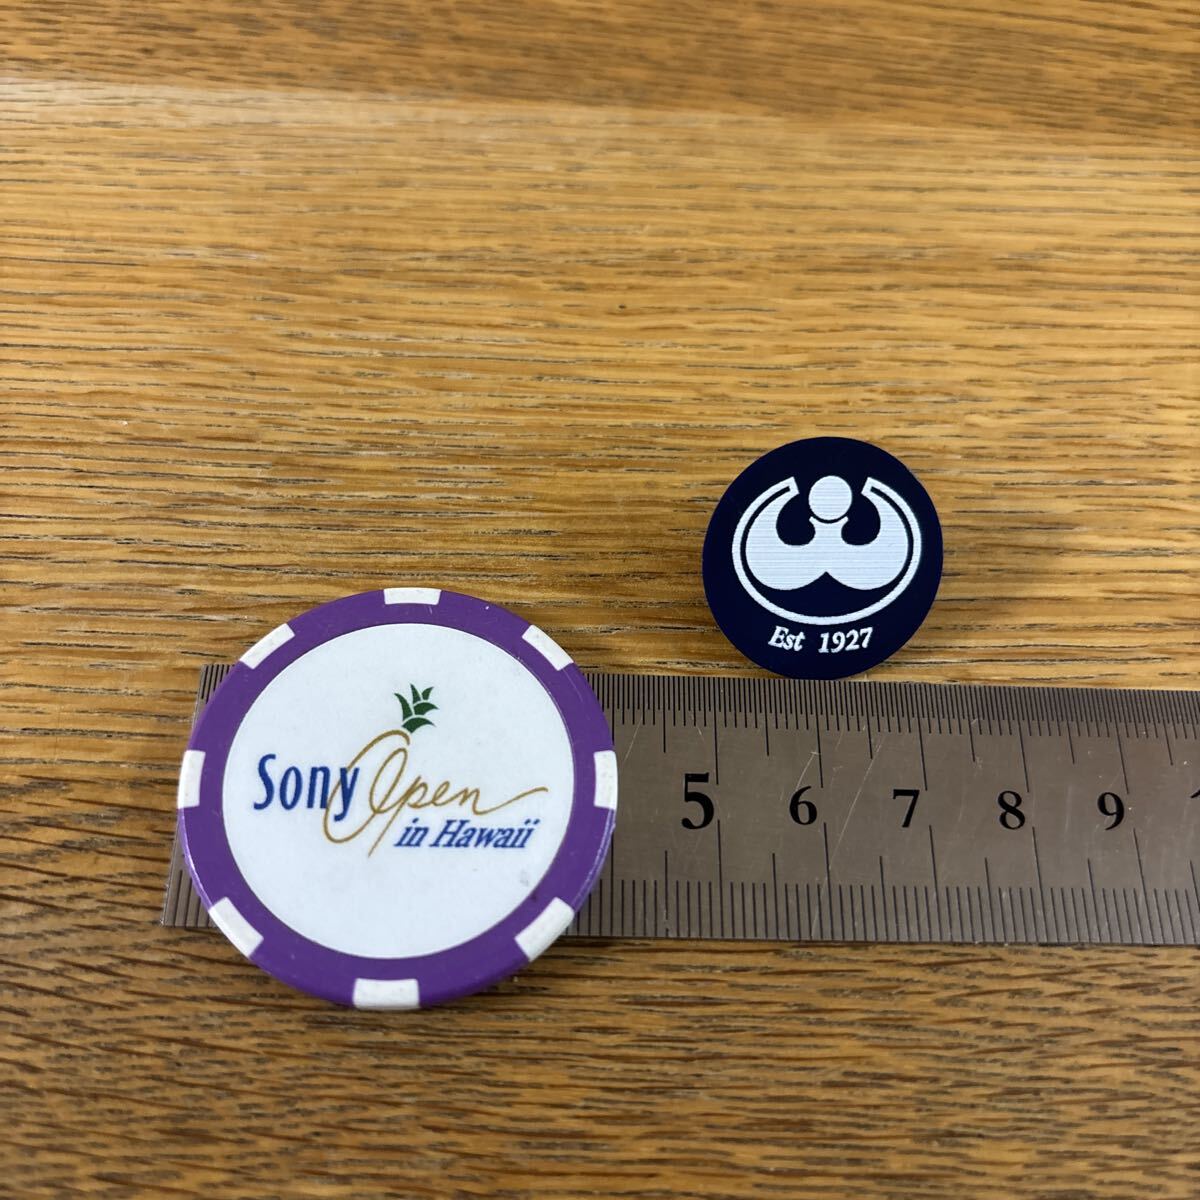 Est 1927
Sony Open
in Hawaii
5 6 7 8 9